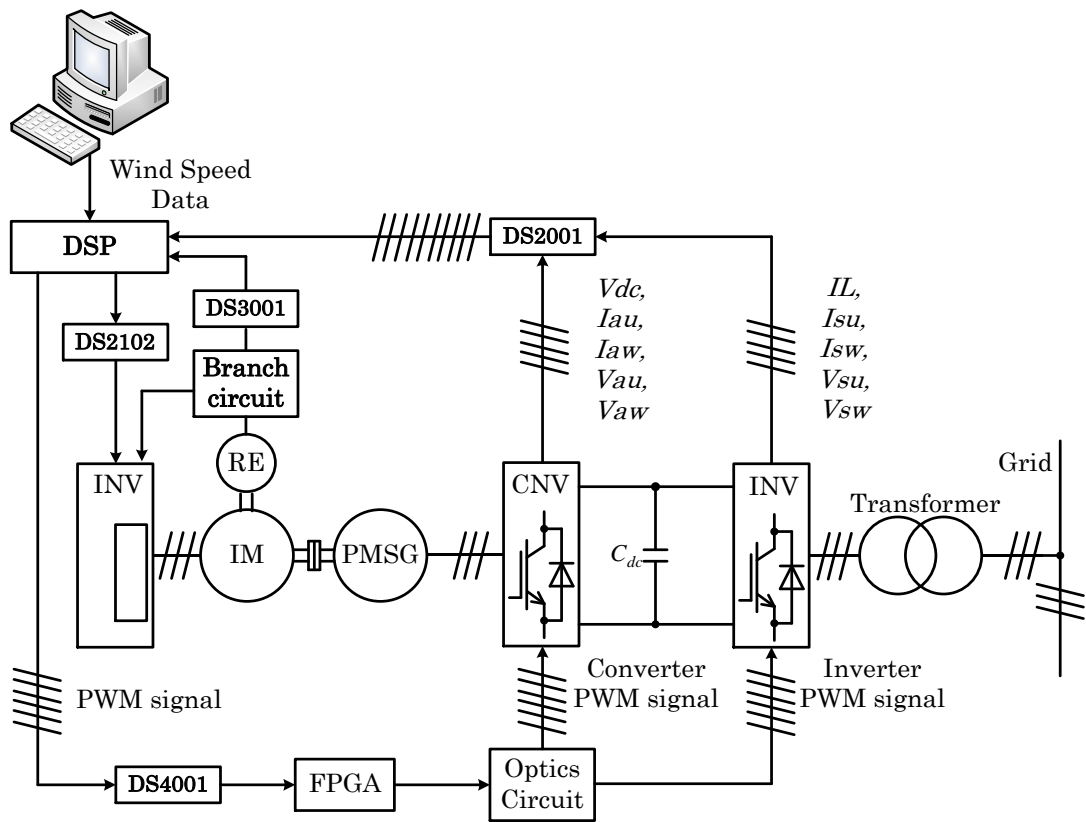 Wind Speed
Data
DSP
DS2001
DS3001
DS2102
Vdc,
Iau,
Iaw,
Vau,
Vaw
IL,
Isu,
Isw,
Vsu,
Vsw
Branch
circuit
RE
INV
CNV
INV
Grid
Transformer
IM
PMSG
C_dc
PWM signal
Converter
PWM signal
Inverter
PWM signal
DS4001
FPGA
Optics
Circuit